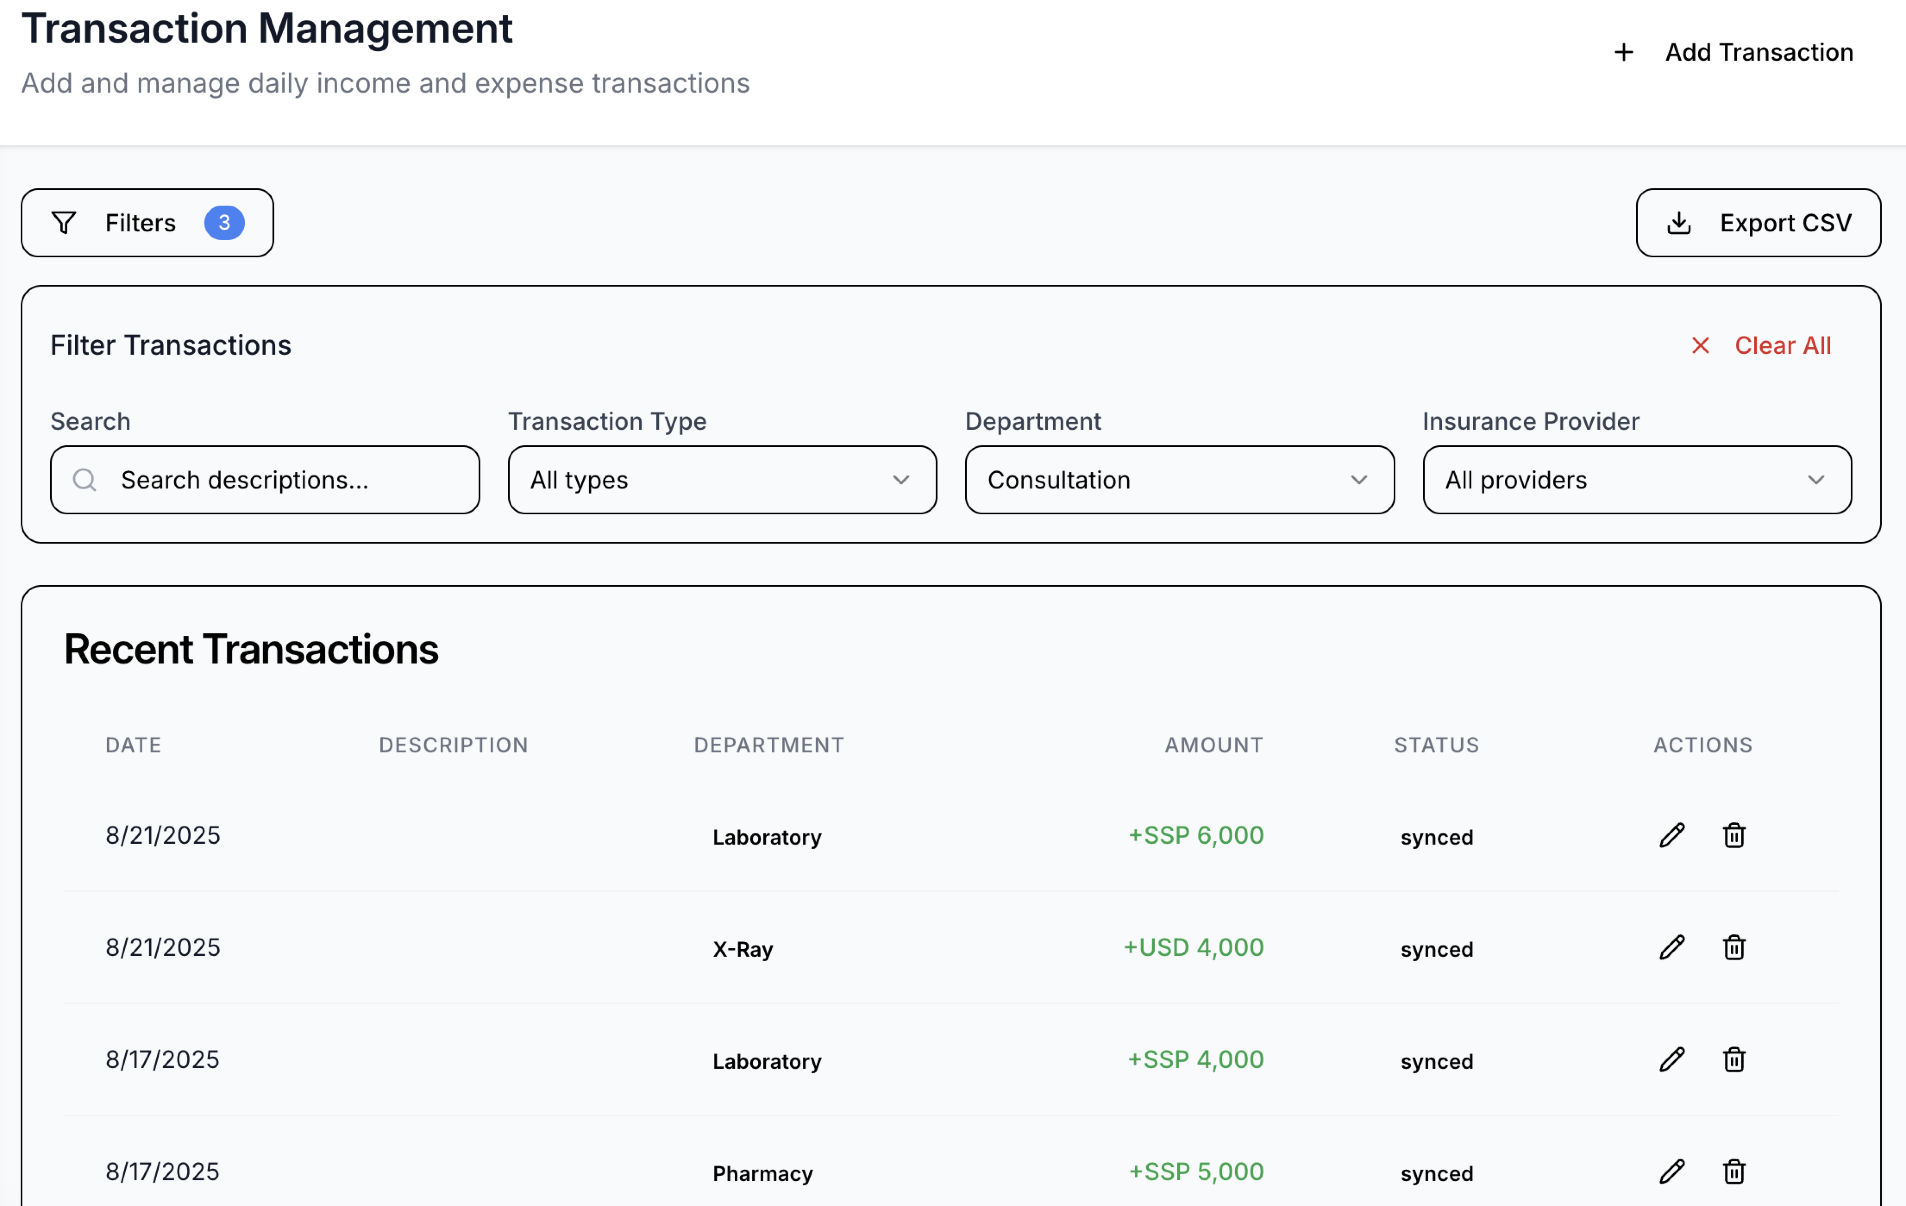 Transaction Management
Add and manage daily income and expense transactions
+ Add Transaction
Filters 3
Export CSV
Filter Transactions
Clear All
Search Transaction Type Department Insurance Provider
Search descriptions... All types Consultation All providers
Recent Transactions
DATE DESCRIPTION DEPARTMENT AMOUNT STATUS ACTIONS
8/21/2025 Laboratory +SSP 6,000 synced
8/21/2025 X-Ray +USD 4,000 synced
8/17/2025 Laboratory +SSP 4,000 synced
8/17/2025 Pharmacy +SSP 5,000 synced